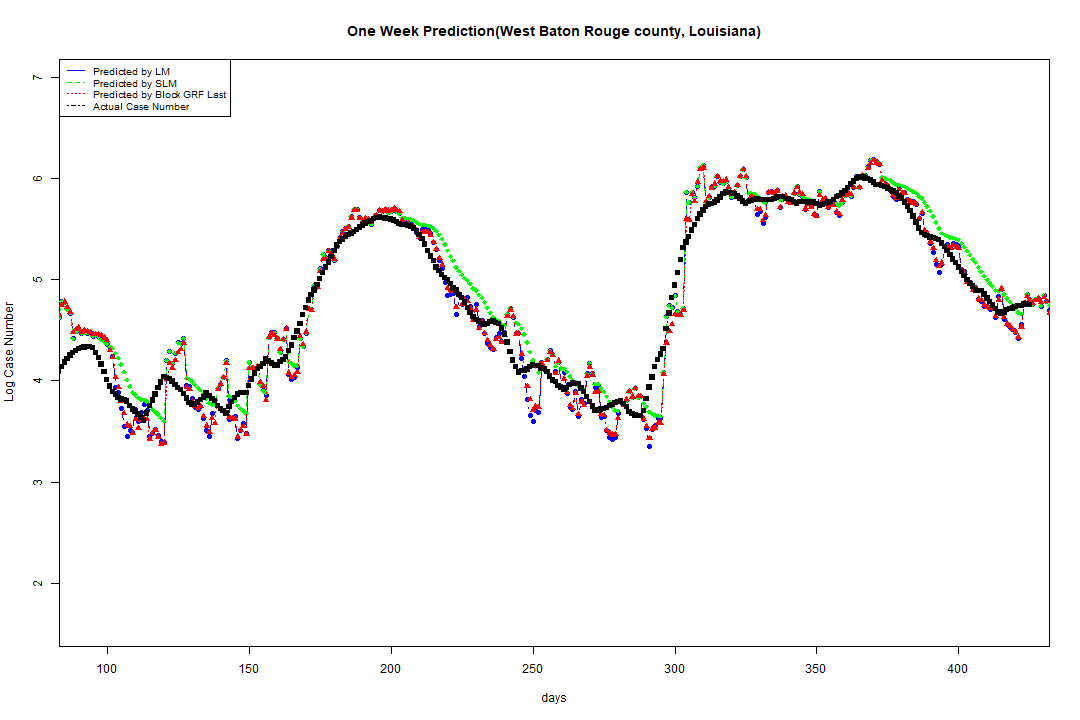 One Week Prediction(West Baton Rouge county, Louisiana)
Predicted by LM
Predicted by SLM
Predicted by Block GRF Last
Actual Case Number
7
6
5
4
3
2
Log Case Number
100 150 200 250 300 350 400
days